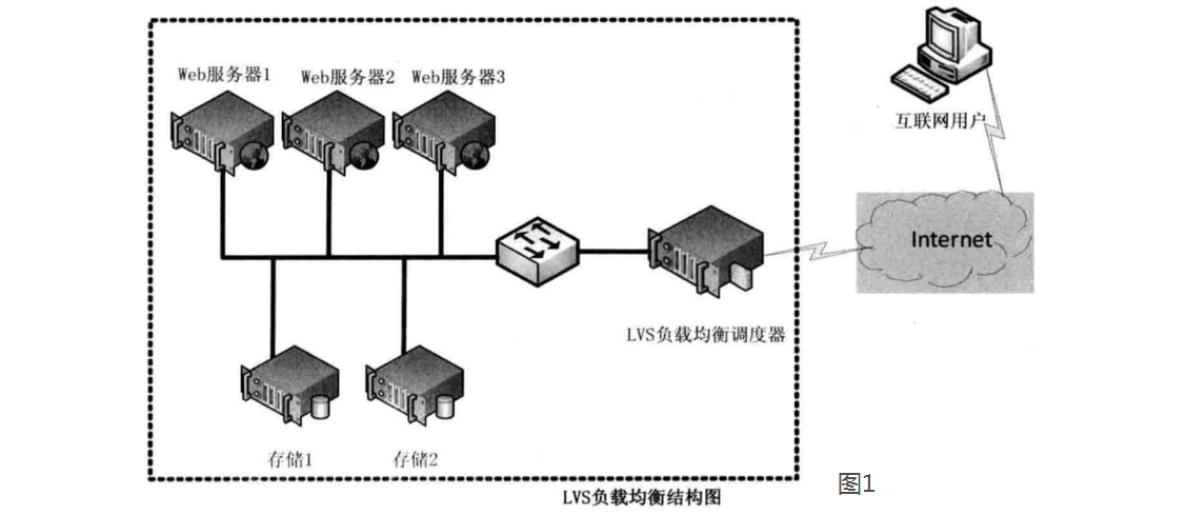 Web服务器1
Web服务器2
Web服务器3
互联网用户
Internet
LVS负载均衡调度器
存储1
存储2
LVS负载均衡结构图
图1